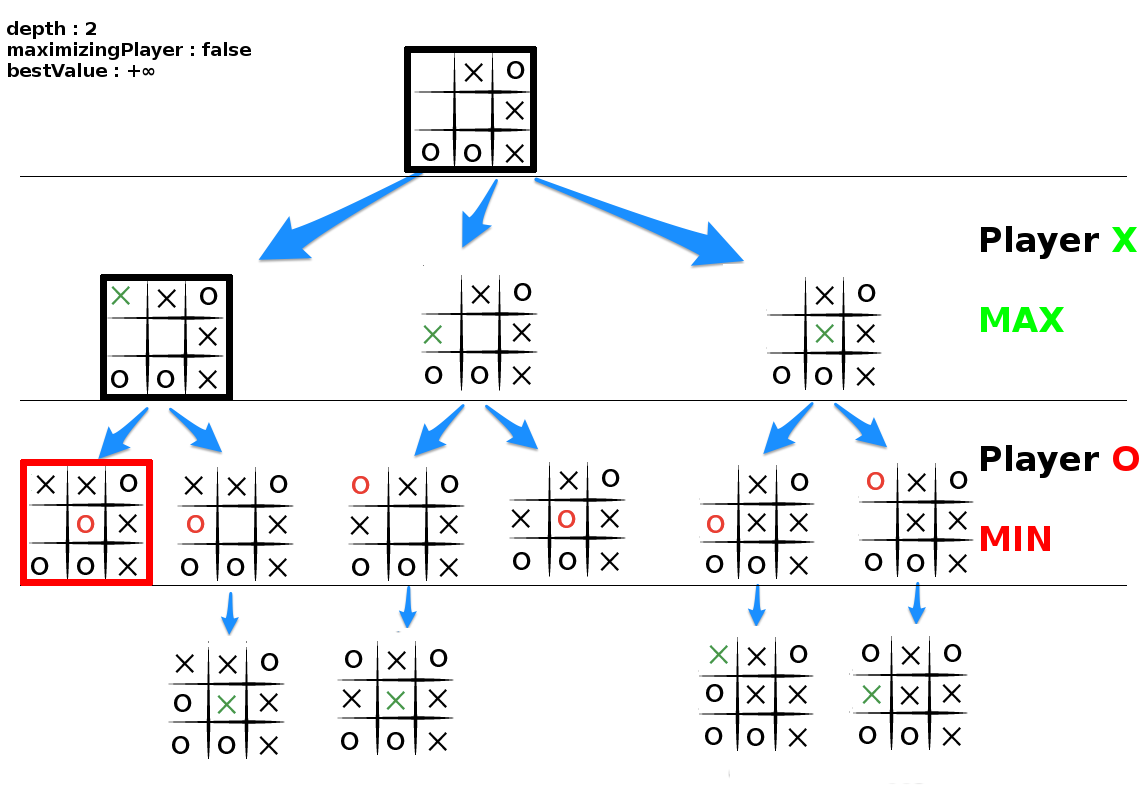 depth : 2
maximizingPlayer : false
bestValue : +∞
X O
X
O O X
Player X
MAX
X X O
X
O O X
X O
X X
O O X
X O
X X
O O X
Player O
MIN
X X O
O X
O O X
X X O
O X
O O X
O X O
X X
O O X
X O
X O X
O O X
X O
O X X
O O X
O X O
X X
O O X
X X O
O X X
O O X
O X O
X X X
O O X
X X O
O X X
O O X
O X O
X X X
O O X